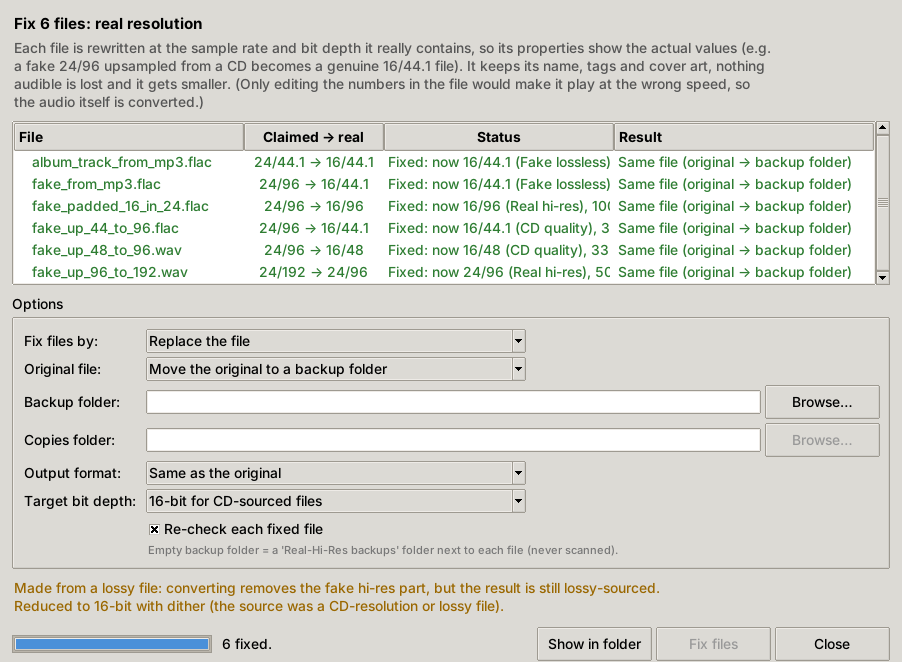 Fix 6 files: real resolution
Each file is rewritten at the sample rate and bit depth it really contains, so its properties show the actual values (e.g.
a fake 24/96 upsampled from a CD becomes a genuine 16/44.1 file). It keeps its name, tags and cover art, nothing
audible is lost and it gets smaller. (Only editing the numbers in the file would make it play at the wrong speed, so
the audio itself is converted.)
File Claimed → real Status Result
album_track_from_mp3.flac 24/44.1 → 16/44.1 Fixed: now 16/44.1 (Fake lossless) Same file (original → backup folder)
fake_from_mp3.flac 24/96 → 16/44.1 Fixed: now 16/44.1 (Fake lossless) Same file (original → backup folder)
fake_padded_16_in_24.flac 24/96 → 16/96 Fixed: now 16/96 (Real hi-res), Same file (original → backup folder)
fake_up_44_to_96.flac 24/96 → 16/44.1 Fixed: now 16/44.1 (CD quality), 3 Same file (original → backup folder)
fake_up_48_to_96.wav 24/96 → 16/48 Fixed: now 16/48 (CD quality), 33 Same file (original → backup folder)
fake_up_96_to_192.wav 24/192 → 24/96 Fixed: now 24/96 (Real hi-res), Same file (original → backup folder)
Options
Fix files by: Replace the file
Original file: Move the original to a backup folder
Backup folder: Browse...
Copies folder: Browse...
Output format: Same as the original
Target bit depth: 16-bit for CD-sourced files
Re-check each fixed file
Empty backup folder = a 'Real-Hi-Res backups' folder next to each file (never scanned).
Made from a lossy file: converting removes the fake hi-res part, but the result is still lossy-sourced.
Reduced to 16-bit with dither (the source was a CD-resolution or lossy file).
6 fixed. Show in folder Fix files Close